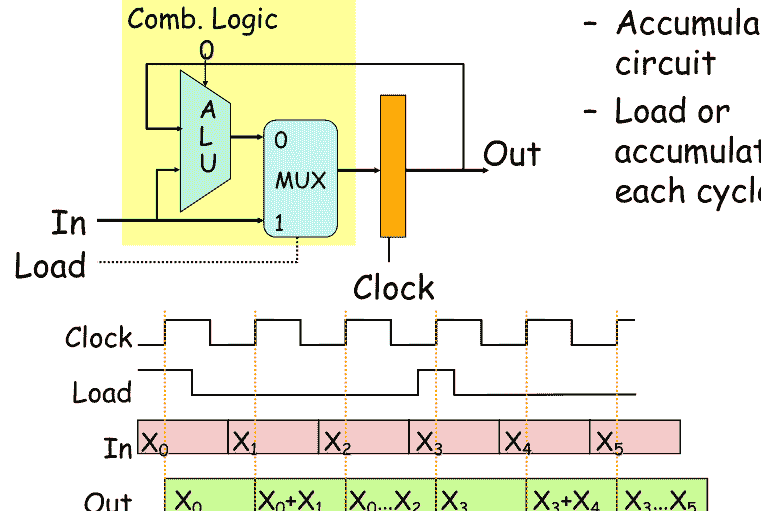 Comb. Logic
0
A
L
U
0
MUX
1
In
Load
Out
Clock
– Accumula
circuit
– Load or
accumulat
each cycl
Clock
Load
In X0 X1 X2 X3 X4 X5
Out X0 X0+X1 X0...X2 X3 X3+X4 X3...X5